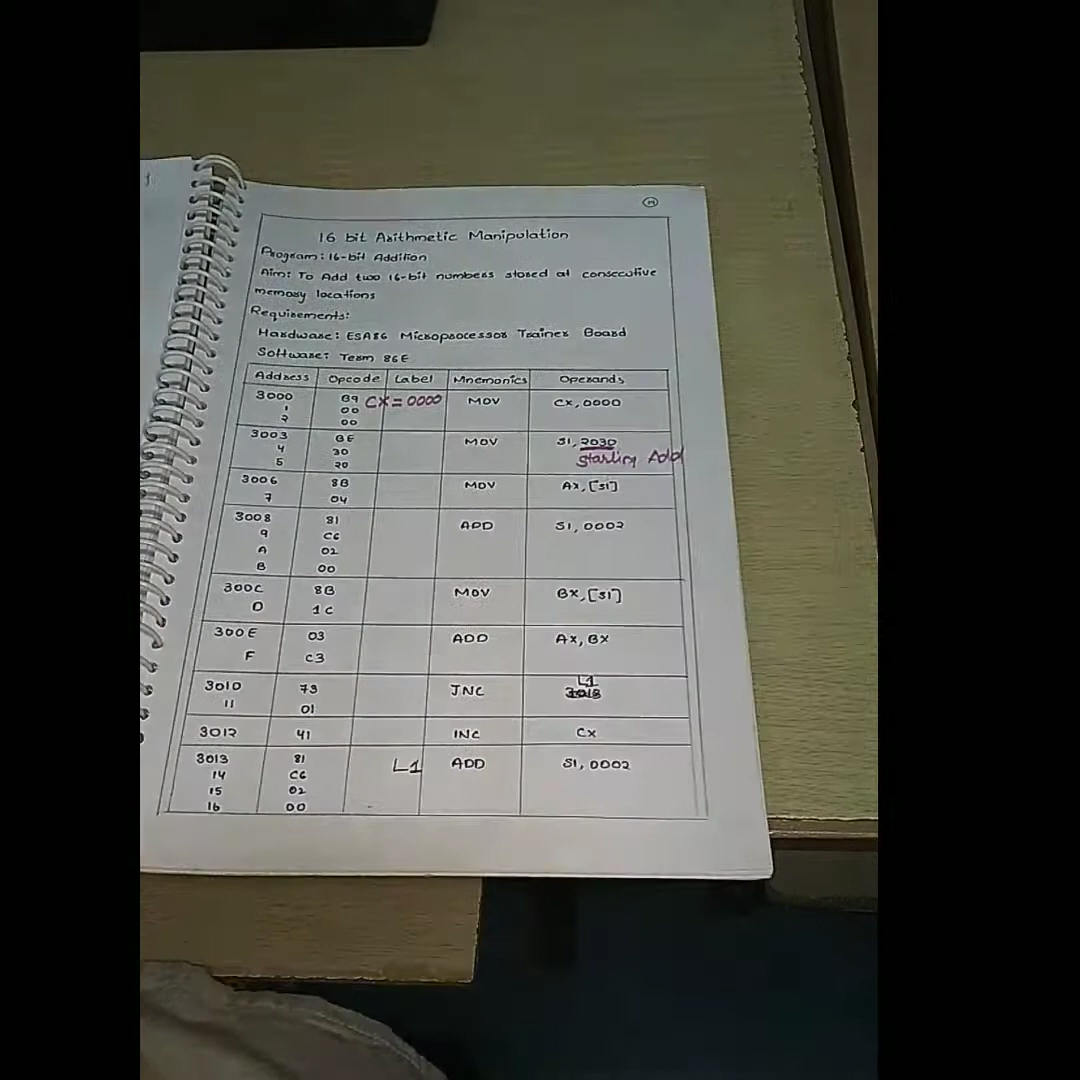 16 bit Arithmetic Manipulation
Program: 16-bit Addition
Aim: To Add two 16-bit numbers stored at consecutive
memory locations
Requirements:
Hardware: ESA86 Microprocessor Trainer Board
Software: Term 86E
Address Opcode Label Mnemonics Operands
3000 B9 CX=0000 MOV CX, 0000
1 00
2 00
3003 BE MOV SI, 2030
4 30 starting Add
5 20
3006 8B MOV AX, [SI]
7 04
3008 81 ADD SI, 0002
9 C6
A 02
B 00
300C 8B MOV BX, [SI]
D 1C
300E 03 ADD AX, BX
F C3
L1
3010 73 JNC 3013
11 01
3012 41 INC CX
3013 81 L1 ADD SI, 0002
14 C6
15 02
16 00